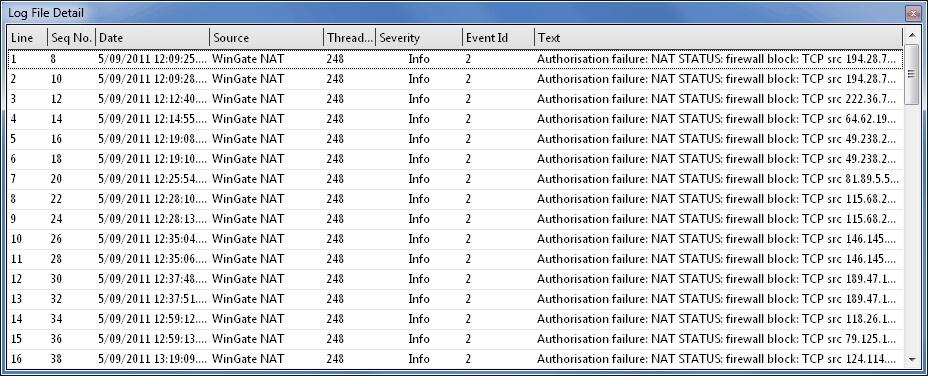 Log File Detail
Line Seq No. Date Source Thread... Severity Event Id Text
1 8 5/09/2011 12:09:25.... WinGate NAT 248 Info 2 Authorisation failure: NAT STATUS: firewall block: TCP src 194.28.7...
2 10 5/09/2011 12:09:28.... WinGate NAT 248 Info 2 Authorisation failure: NAT STATUS: firewall block: TCP src 194.28.7...
3 12 5/09/2011 12:12:40.... WinGate NAT 248 Info 2 Authorisation failure: NAT STATUS: firewall block: TCP src 222.36.7...
4 14 5/09/2011 12:14:55.... WinGate NAT 248 Info 2 Authorisation failure: NAT STATUS: firewall block: TCP src 64.62.19...
5 16 5/09/2011 12:19:08.... WinGate NAT 248 Info 2 Authorisation failure: NAT STATUS: firewall block: TCP src 49.238.2...
6 18 5/09/2011 12:19:10.... WinGate NAT 248 Info 2 Authorisation failure: NAT STATUS: firewall block: TCP src 49.238.2...
7 20 5/09/2011 12:25:54.... WinGate NAT 248 Info 2 Authorisation failure: NAT STATUS: firewall block: TCP src 81.89.5.5...
8 22 5/09/2011 12:28:10.... WinGate NAT 248 Info 2 Authorisation failure: NAT STATUS: firewall block: TCP src 115.68.2...
9 24 5/09/2011 12:28:13.... WinGate NAT 248 Info 2 Authorisation failure: NAT STATUS: firewall block: TCP src 115.68.2...
10 26 5/09/2011 12:35:04.... WinGate NAT 248 Info 2 Authorisation failure: NAT STATUS: firewall block: TCP src 146.145....
11 28 5/09/2011 12:35:06.... WinGate NAT 248 Info 2 Authorisation failure: NAT STATUS: firewall block: TCP src 146.145....
12 30 5/09/2011 12:37:48.... WinGate NAT 248 Info 2 Authorisation failure: NAT STATUS: firewall block: TCP src 189.47.1...
13 32 5/09/2011 12:37:51.... WinGate NAT 248 Info 2 Authorisation failure: NAT STATUS: firewall block: TCP src 189.47.1...
14 34 5/09/2011 12:59:12.... WinGate NAT 248 Info 2 Authorisation failure: NAT STATUS: firewall block: TCP src 118.26.1...
15 36 5/09/2011 12:59:13.... WinGate NAT 248 Info 2 Authorisation failure: NAT STATUS: firewall block: TCP src 79.125.1...
16 38 5/09/2011 13:19:09.... WinGate NAT 248 Info 2 Authorisation failure: NAT STATUS: firewall block: TCP src 124.114....